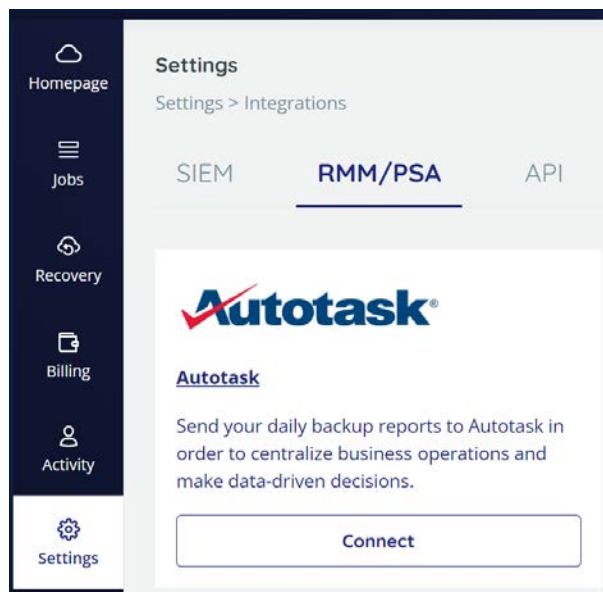 Homepage
Jobs
Recovery
Billing
Activity
Settings
Settings
Settings > Integrations
SIEM RMM/PSA API
Autotask®
Autotask
Send your daily backup reports to Autotask in
order to centralize business operations and
make data-driven decisions.
Connect